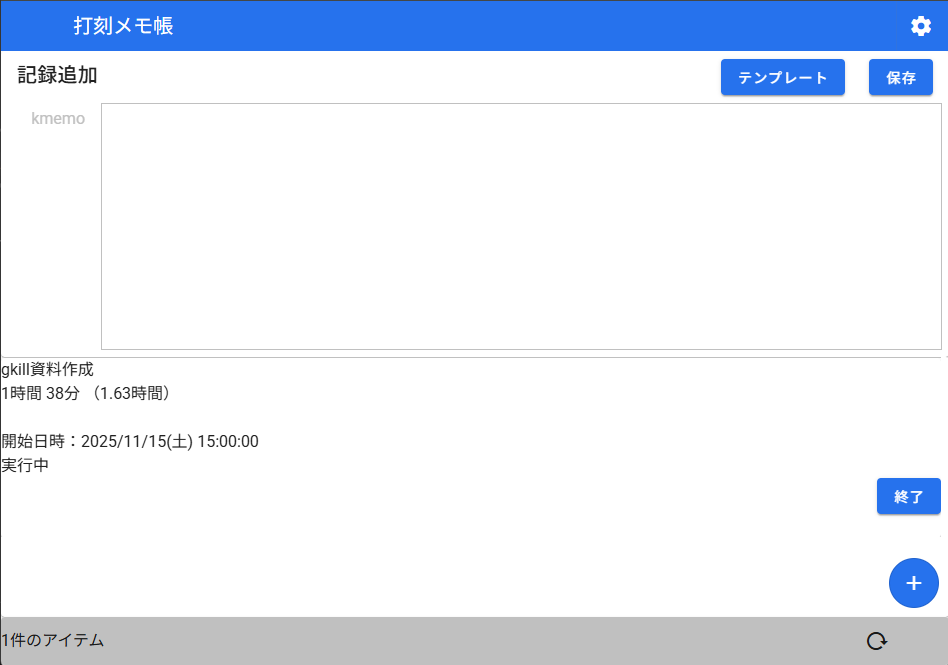 打刻メモ帳
記録追加
テンプレート
保存
kmemo
gkill資料作成
1時間 38分 （1.63時間）
開始日時：2025/11/15(土) 15:00:00
実行中
終了
+
1件のアイテム